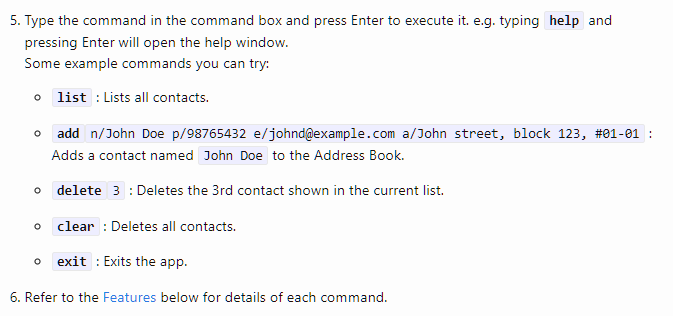 5. Type the command in the command box and press Enter to execute it. e.g. typing help and
pressing Enter will open the help window.
Some example commands you can try:
list : Lists all contacts.
add n/John Doe p/98765432 e/johnd@example.com a/John street, block 123, #01-01 :
Adds a contact named John Doe to the Address Book.
delete 3 : Deletes the 3rd contact shown in the current list.
clear : Deletes all contacts.
exit : Exits the app.
6. Refer to the Features below for details of each command.